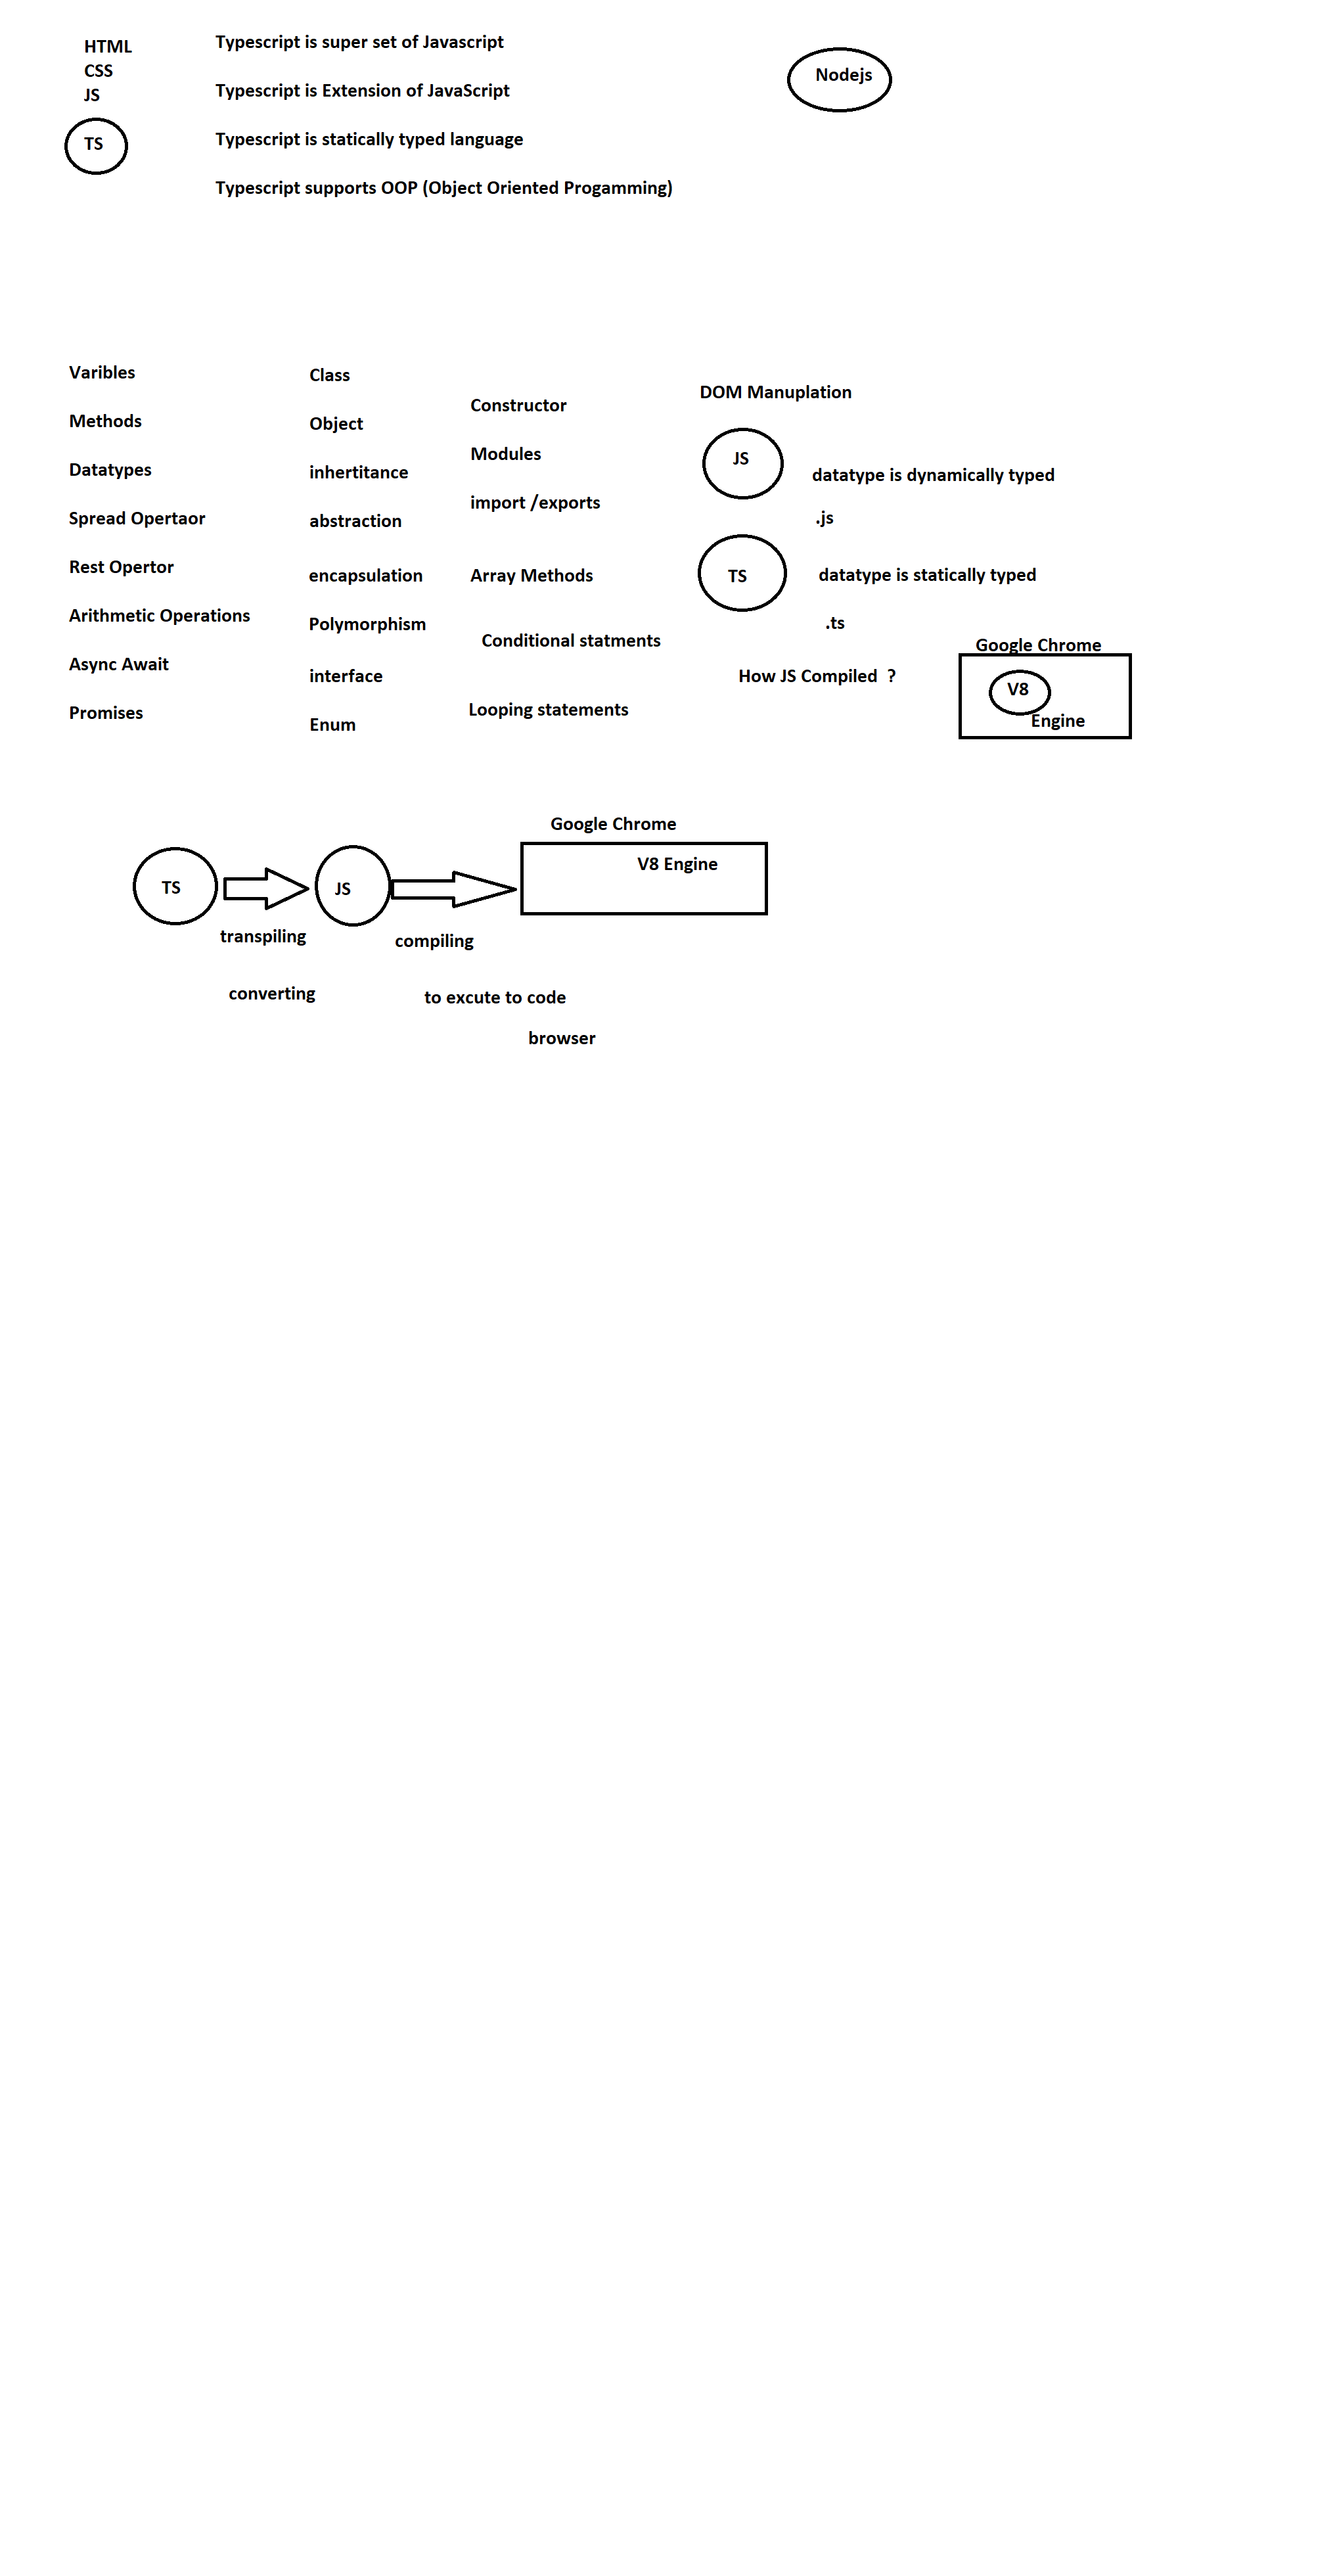 HTML
CSS
JS
TS
Typescript is super set of Javascript
Typescript is Extension of JavaScript
Typescript is statically typed language
Typescript supports OOP (Object Oriented Progamming)
Nodejs
Varibles
Methods
Datatypes
Spread Opertaor
Rest Opertor
Arithmetic Operations
Async Await
Promises
Class
Object
inhertitance
abstraction
encapsulation
Polymorphism
interface
Enum
Constructor
Modules
import /exports
Array Methods
Conditional statments
Looping statements
DOM Manuplation
JS
datatype is dynamically typed
.js
TS
datatype is statically typed
.ts
How JS Compiled  ?
Google Chrome
V8
Engine
Google Chrome
V8 Engine
TS
JS
transpiling
compiling
converting
to excute to code
browser